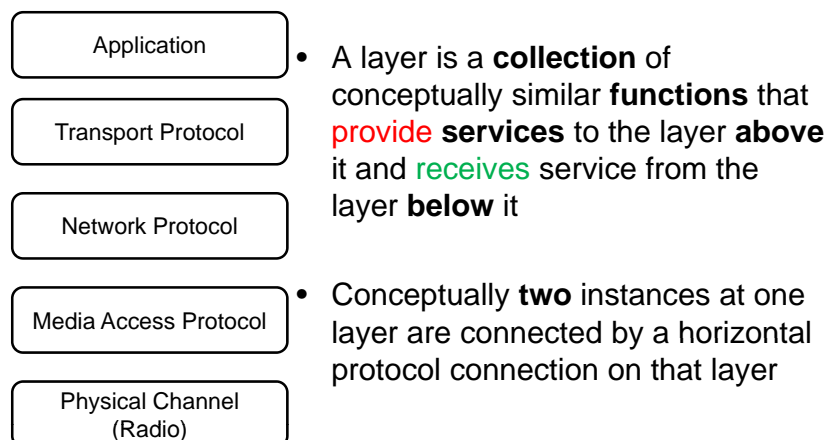 Application
Transport Protocol
Network Protocol
Media Access Protocol
Physical Channel
(Radio)
• A layer is a collection of
conceptually similar functions that
provide services to the layer above
it and receives service from the
layer below it
• Conceptually two instances at one
layer are connected by a horizontal
protocol connection on that layer